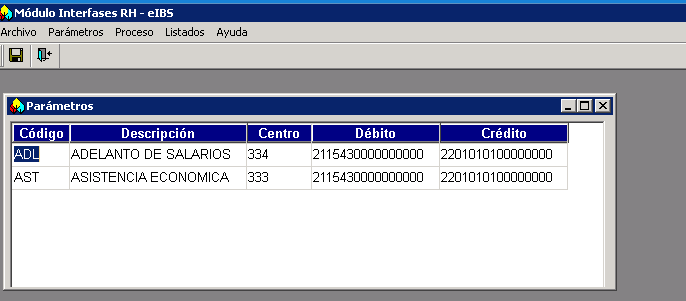 Módulo Interfases RH - eIBS
Archivo Parámetros Proceso Listados Ayuda
Parámetros
Código Descripción Centro Débito Crédito
ADL ADELANTO DE SALARIOS 334 2115430000000000 2201010100000000
AST ASISTENCIA ECONOMICA 333 2115430000000000 2201010100000000